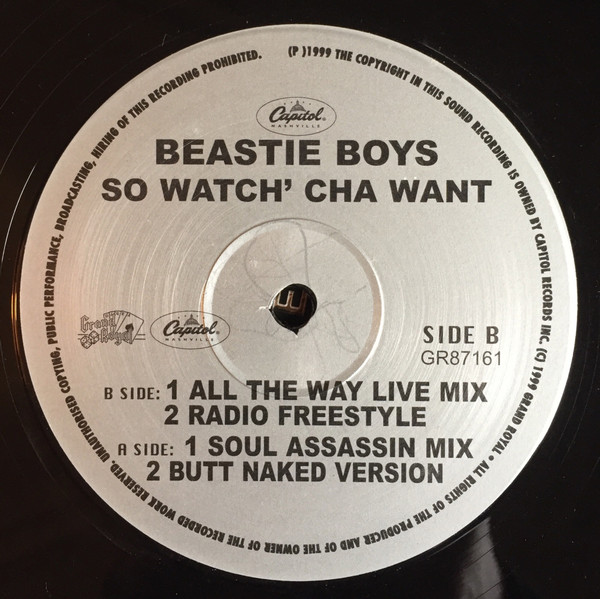 Capitol®
NASHVILLE
BEASTIE BOYS
SO WATCH' CHA WANT
Grand Royal
Capitol®
SIDE B
GR87161
B SIDE: 1 ALL THE WAY LIVE MIX
2 RADIO FREESTYLE
A SIDE: 1 SOUL ASSASSIN MIX
2 BUTT NAKED VERSION
(P )1999 THE COPYRIGHT IN THIS SOUND RECORDING IS OWNED BY CAPITOL RECORDS INC. (C) 1999 GRAND ROYAL • ALL RIGHTS OF THE PRODUCER AND OF THE OWNER OF THE RECORDED WORK RESERVED. UNAUTHORISED COPYING, PUBLIC PERFORMANCE, BROADCASTING, HIRING OF THIS RECORDING PROHIBITED.